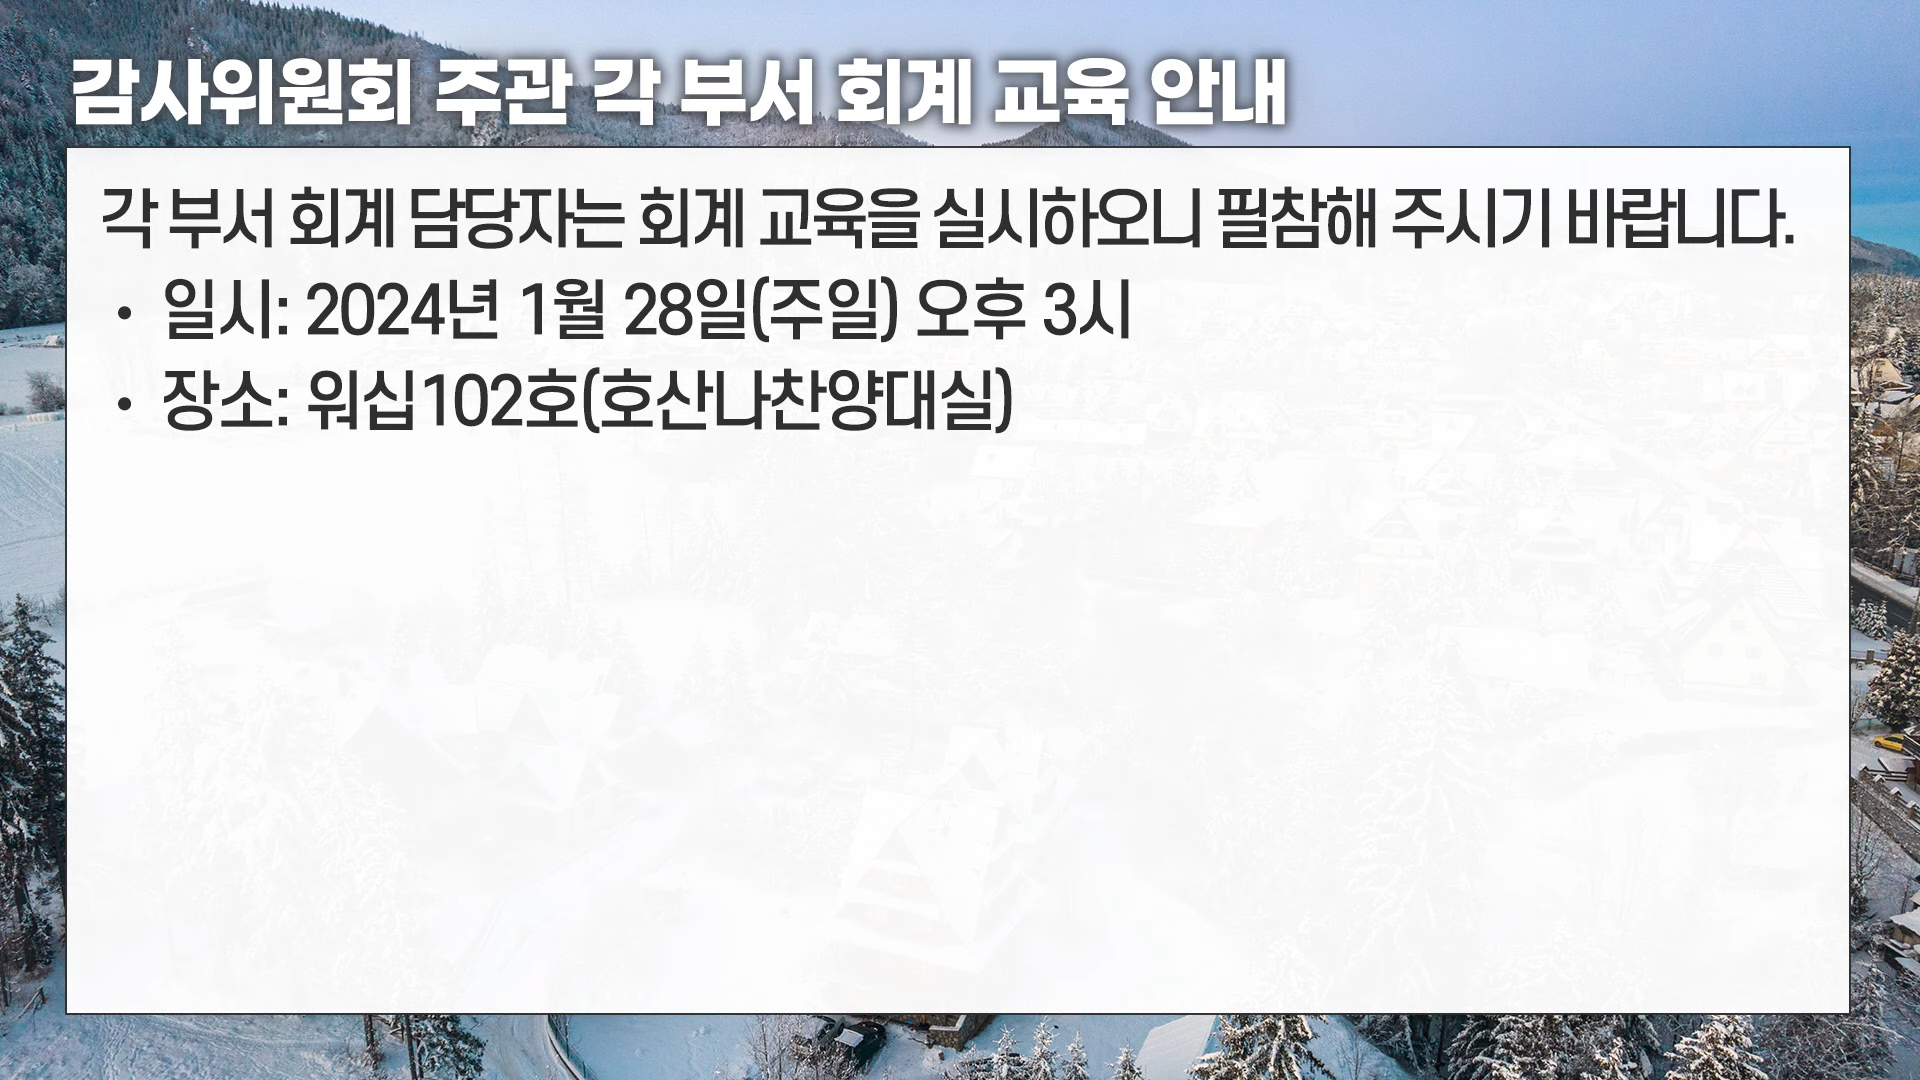 감사위원회 주관 각 부서 회계 교육 안내
각 부서 회계 담당자는 회계 교육을 실시하오니 필참해 주시기 바랍니다.
• 일시: 2024년 1월 28일(주일) 오후 3시
• 장소: 워십102호(호산나찬양대실)